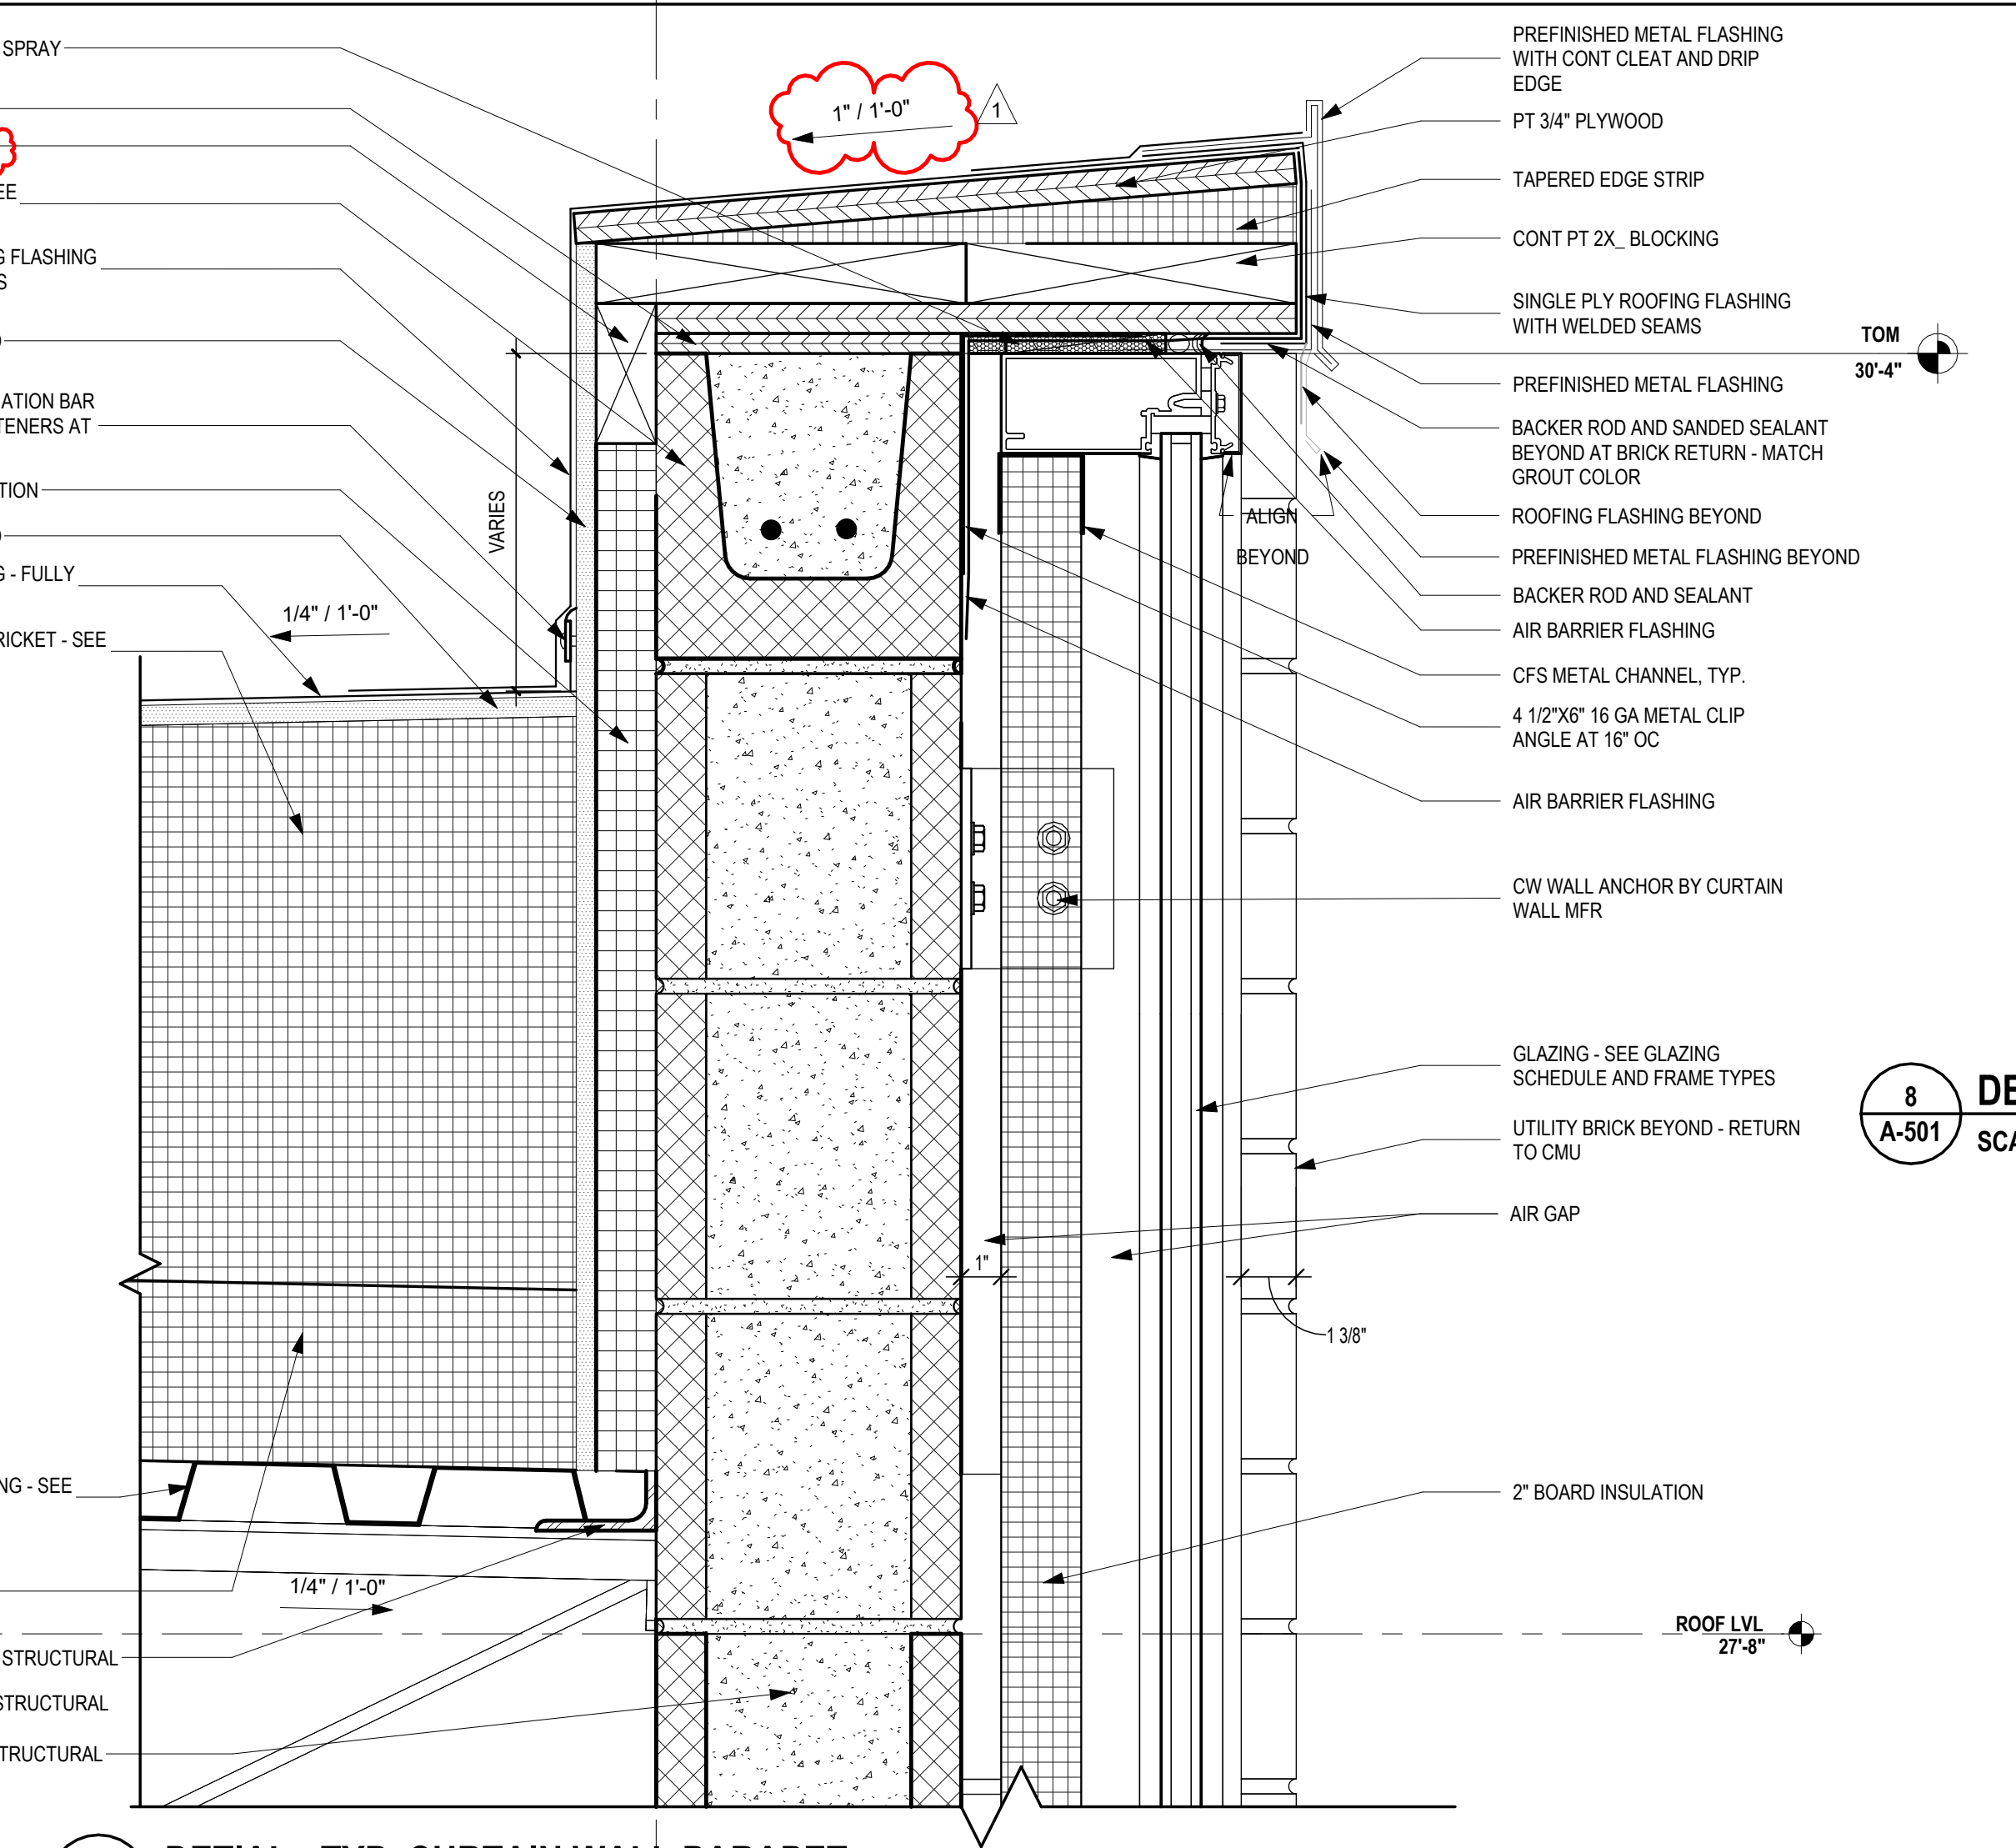 SPRAY
EE
G FLASHING
S
)
ATION BAR
TENERS AT
TION
)
G - FULLY
RICKET - SEE
1/4" / 1'-0"
VARIES
NG - SEE
1/4" / 1'-0"
STRUCTURAL
STRUCTURAL
TRUCTURAL
1" / 1'-0"
1
ALIGN
BEYOND
1"
1 3/8"
PREFINISHED METAL FLASHING
WITH CONT CLEAT AND DRIP
EDGE
PT 3/4" PLYWOOD
TAPERED EDGE STRIP
CONT PT 2X_ BLOCKING
SINGLE PLY ROOFING FLASHING
WITH WELDED SEAMS
TOM
30'-4"
PREFINISHED METAL FLASHING
BACKER ROD AND SANDED SEALANT
BEYOND AT BRICK RETURN - MATCH
GROUT COLOR
ROOFING FLASHING BEYOND
PREFINISHED METAL FLASHING BEYOND
BACKER ROD AND SEALANT
AIR BARRIER FLASHING
CFS METAL CHANNEL, TYP.
4 1/2"X6" 16 GA METAL CLIP
ANGLE AT 16" OC
AIR BARRIER FLASHING
CW WALL ANCHOR BY CURTAIN
WALL MFR
GLAZING - SEE GLAZING
SCHEDULE AND FRAME TYPES
UTILITY BRICK BEYOND - RETURN
TO CMU
AIR GAP
2" BOARD INSULATION
ROOF LVL
27'-8"
8
A-501
DE
SCA